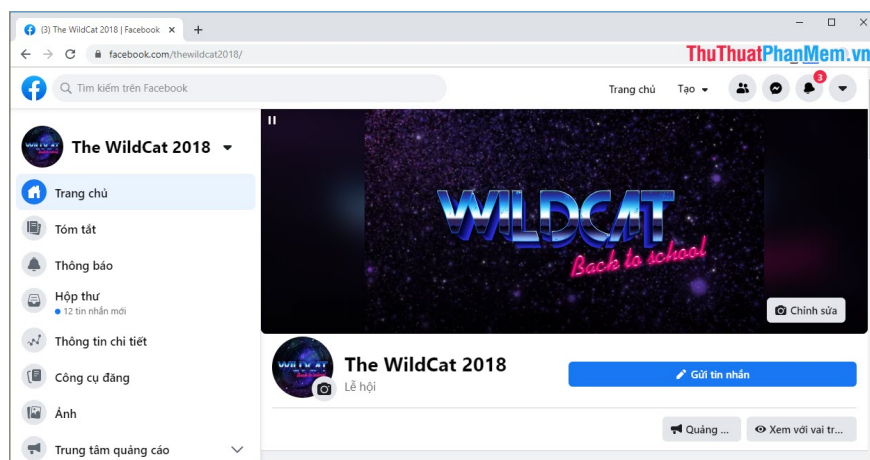 (3) The WildCat 2018 | Facebook
facebook.com/thewildcat2018/
ThuThuatPhanMem.vn
Tìm kiếm trên Facebook
Trang chủ
Tạo
3
The WildCat 2018
Trang chủ
Tóm tắt
Thông báo
Hộp thư
12 tin nhắn mới
Thông tin chi tiết
Công cụ đăng
Ảnh
Trung tâm quảng cáo
WILDCAT
Back to school
Chỉnh sửa
WILDCAT
The WildCat 2018
Lễ hội
Gửi tin nhắn
Quảng ...
Xem với vai tr...